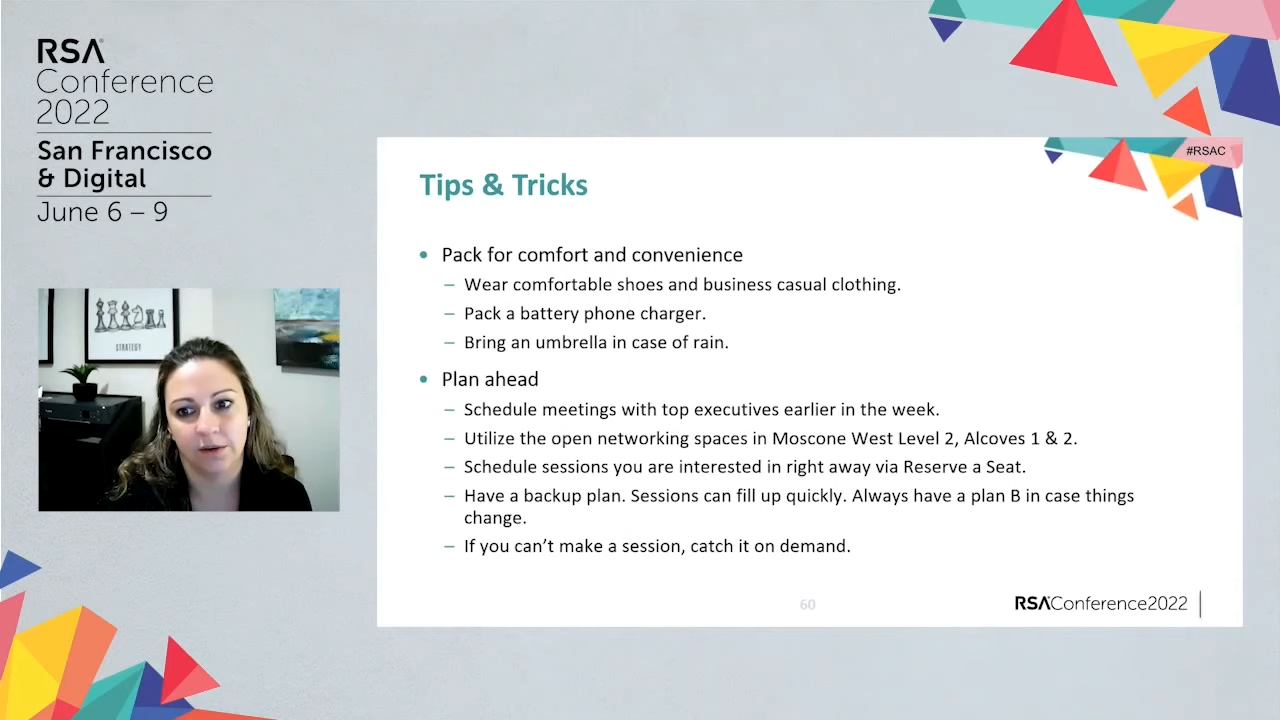 RSA
Conference
2022
San Francisco
& Digital
June 6 – 9
STRATEGY
#RSAC
Tips & Tricks
• Pack for comfort and convenience
– Wear comfortable shoes and business casual clothing.
– Pack a battery phone charger.
– Bring an umbrella in case of rain.
• Plan ahead
– Schedule meetings with top executives earlier in the week.
– Utilize the open networking spaces in Moscone West Level 2, Alcoves 1 & 2.
– Schedule sessions you are interested in right away via Reserve a Seat.
– Have a backup plan. Sessions can fill up quickly. Always have a plan B in case things
change.
– If you can't make a session, catch it on demand.
60
RSAConference2022